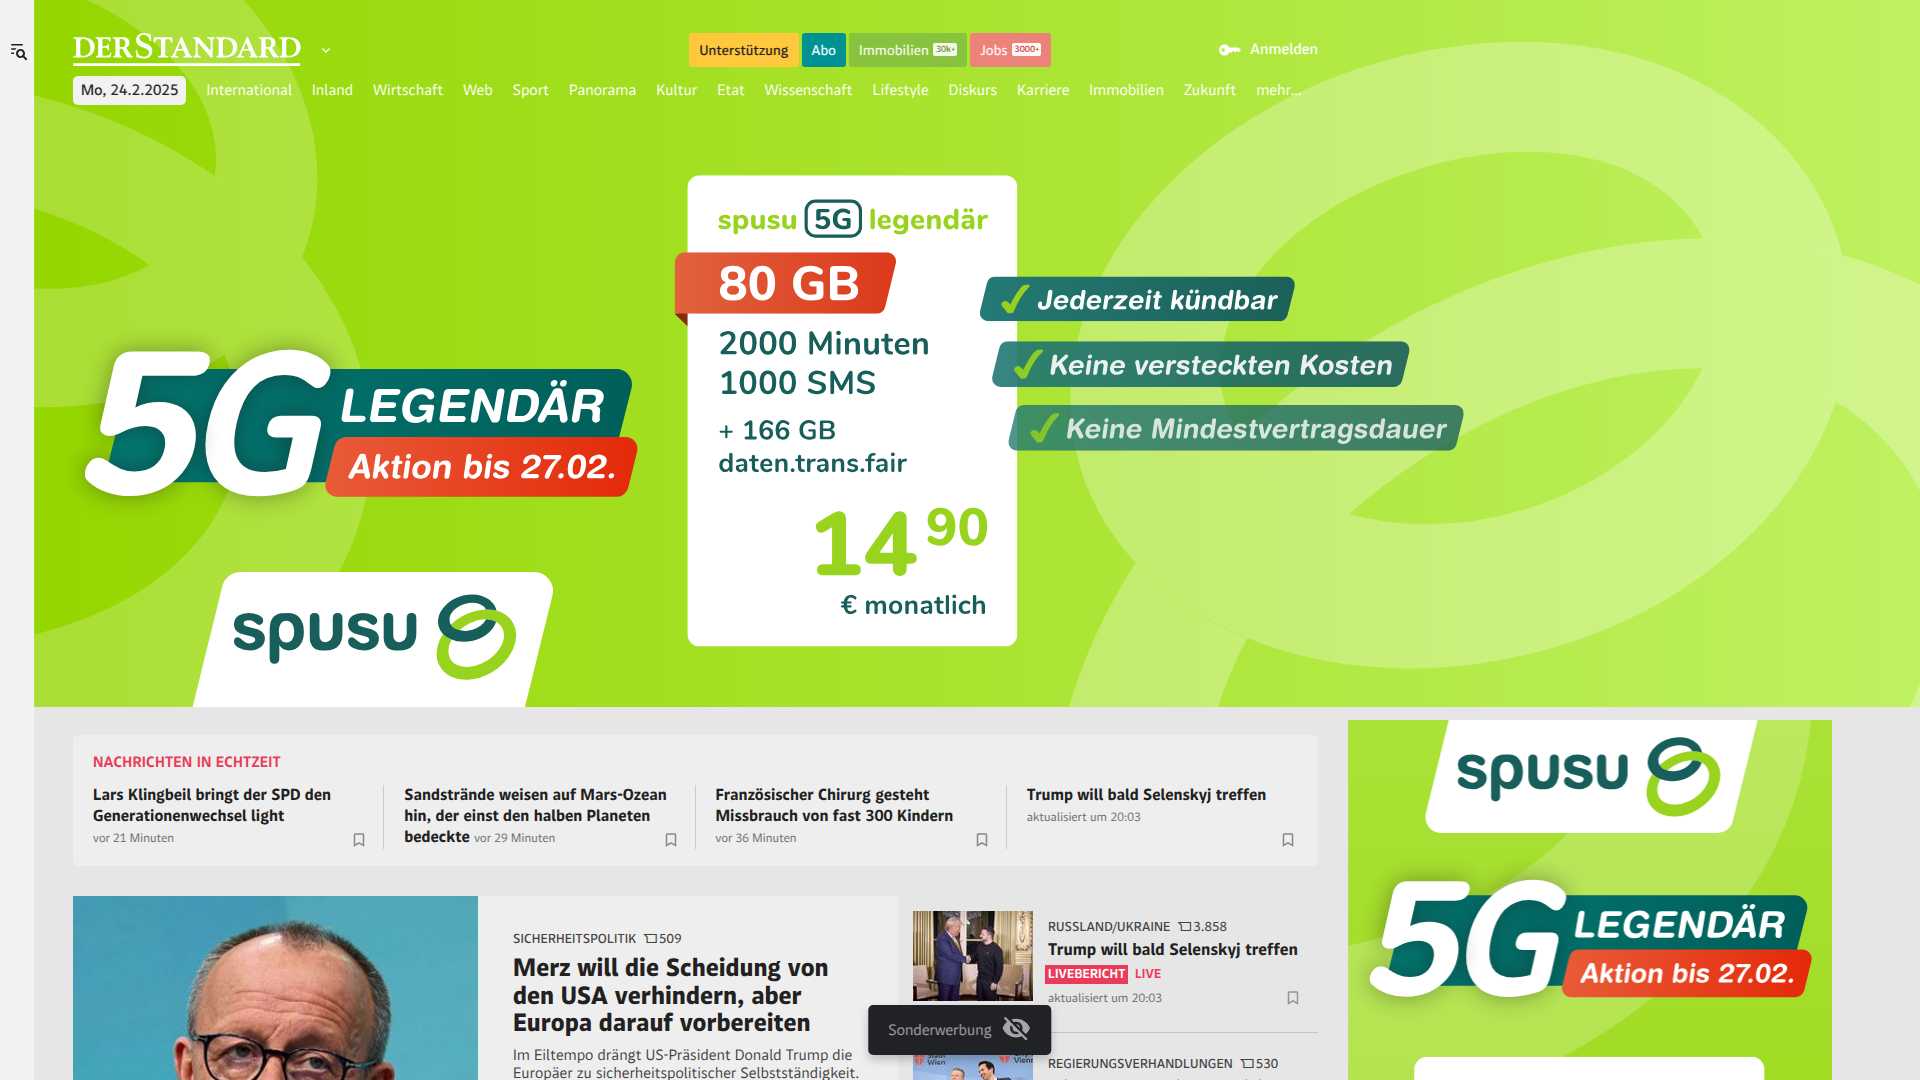 DERSTANDARD
Unterstützung
Abo
Immobilien 30k+
Jobs 3000+
Anmelden
Mo, 24.2.2025
International
Inland
Wirtschaft
Web
Sport
Panorama
Kultur
Etat
Wissenschaft
Lifestyle
Diskurs
Karriere
Immobilien
Zukunft
mehr...
5G
LEGENDÄR
Aktion bis 27.02.
spusu
spusu 5G legendär
80 GB
2000 Minuten
1000 SMS
+ 166 GB
daten.trans.fair
14 90
€ monatlich
Jederzeit kündbar
Keine versteckten Kosten
Keine Mindestvertragsdauer
NACHRICHTEN IN ECHTZEIT
Lars Klingbeil bringt der SPD den
Generationenwechsel light
vor 21 Minuten
Sandstrände weisen auf Mars-Ozean
hin, der einst den halben Planeten
bedeckte vor 29 Minuten
Französischer Chirurg gesteht
Missbrauch von fast 300 Kindern
vor 36 Minuten
Trump will bald Selenskyj treffen
aktualisiert um 20:03
SICHERHEITSPOLITIK 509
Merz will die Scheidung von
den USA verhindern, aber
Europa darauf vorbereiten
Im Eiltempo drängt US-Präsident Donald Trump die
Europäer zu sicherheitspolitischer Selbstständigkeit.
RUSSLAND/UKRAINE 3.858
Trump will bald Selenskyj treffen
LIVEBERICHT LIVE
aktualisiert um 20:03
Sonderwerbung
Wien
REGIERUNGSVERHANDLUNGEN 530
spusu
5G
LEGENDÄR
Aktion bis 27.02.